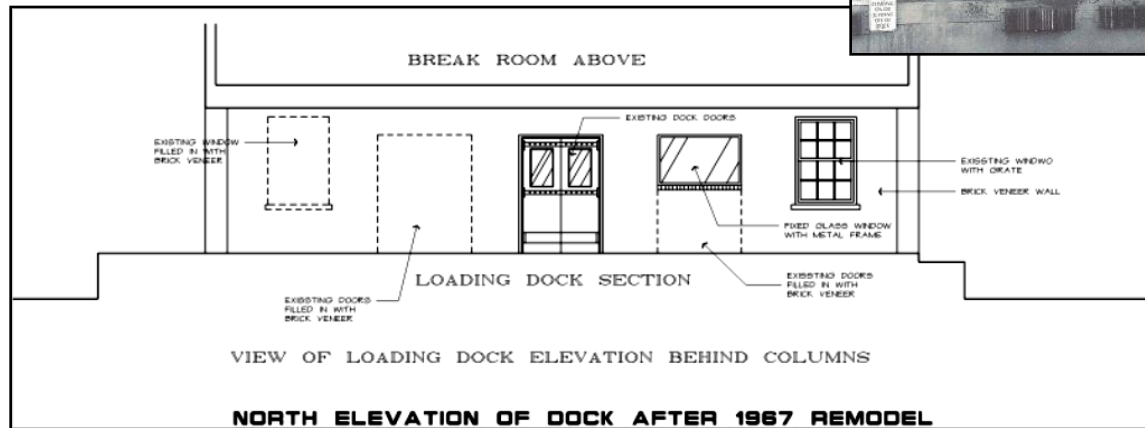 BREAK ROOM ABOVE
EXISTING WINDOW
FILLED IN WITH
BRICK VENEER
EXISTING DOCK DOORS
EXISSTING WINDWO
WITH GRATE
BRICK VENEER WALL
FIXED GLASS WINDOW
WITH METAL FRAME
LOADING DOCK SECTION
EXISSTING DOORS
FILLED IN WITH
BRICK VENEER
EXISSTING DOORS
FILLED IN WITH
BRICK VENEER
VIEW OF LOADING DOCK ELEVATION BEHIND COLUMNS
NORTH ELEVATION OF DOCK AFTER 1967 REMODEL